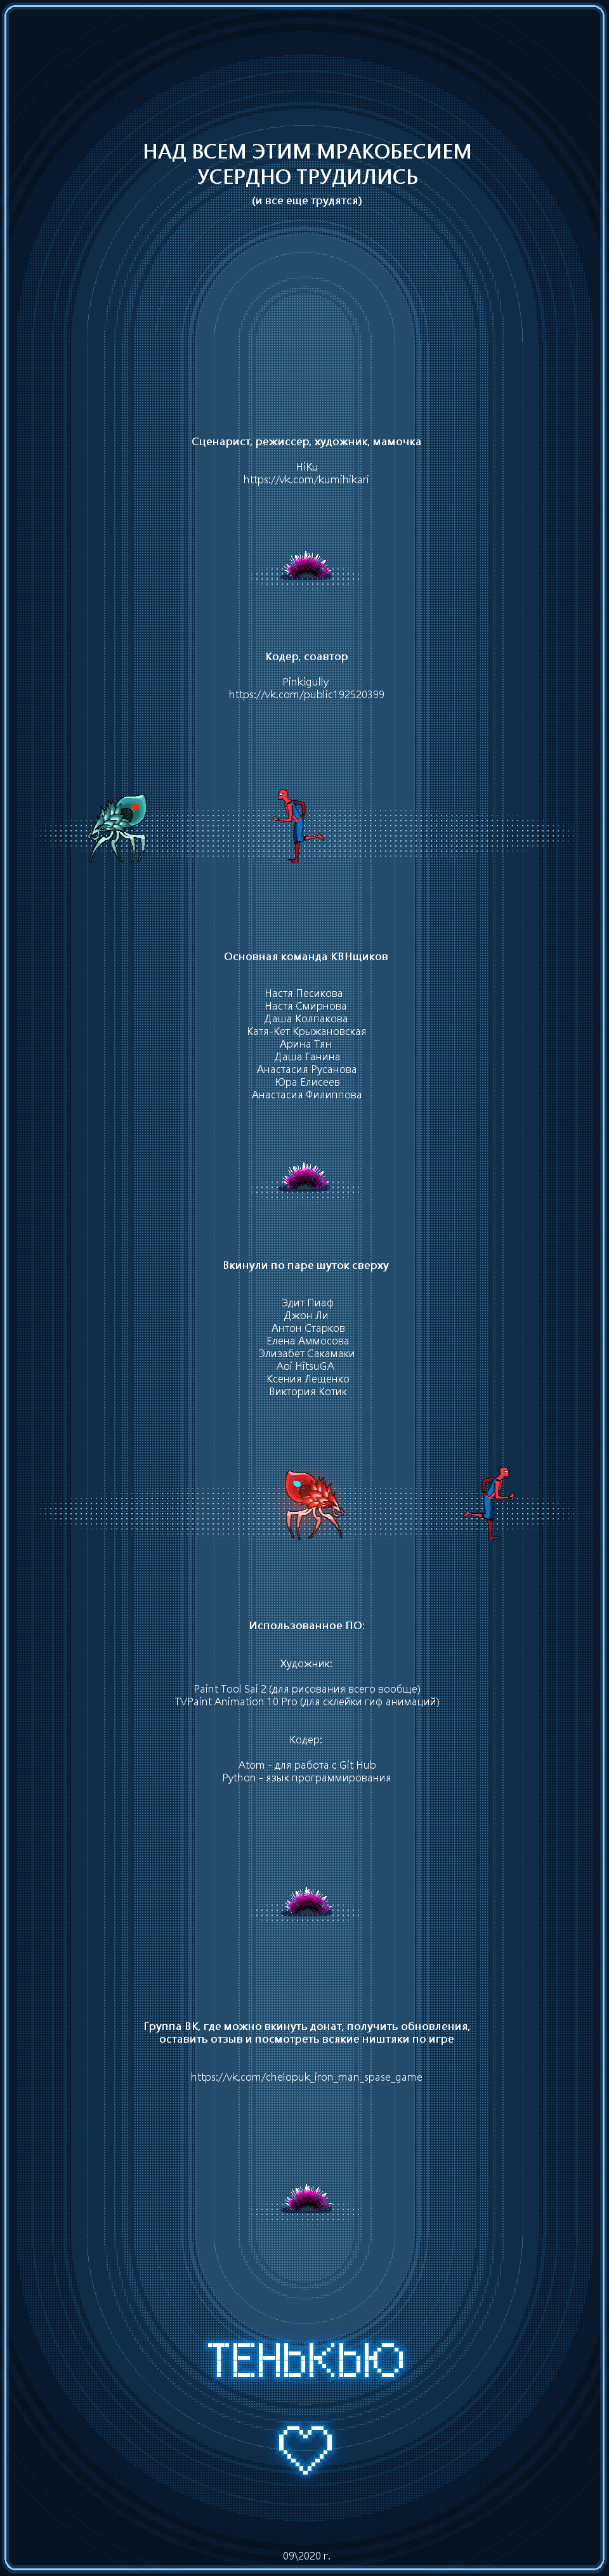 НАД ВСЕМ ЭТИМ МРАКОБЕСИЕМ
УСЕРДНО ТРУДИЛИСЬ
(и все еще трудятся)
Сценарист, режиссер, художник, мамочка
HiKu
https://vk.com/kumihikari
Кодер, соавтор
Pinkigully
https://vk.com/public192520399
Основная команда КВНщиков
Настя Песикова
Настя Смирнова
Даша Колпакова
Катя-Кет Крыжановская
Арина Тян
Даша Ганина
Анастасия Русанова
Юра Елисеев
Анастасия Филиппова
Вкинули по паре шуток сверху
Эдит Пиаф
Джон Ли
Антон Старков
Елена Аммосова
Элизабет Сакамаки
Aoi HitsuGA
Ксения Лещенко
Виктория Котик
Использованное ПО:
Художник:
Paint Tool Sai 2 (для рисования всего вообще)
TVPaint Animation 10 Pro (для склейки гиф анимаций)
Кодер:
Atom - для работа с Git Hub
Python - язык программирования
Группа ВК, где можно вкинуть донат, получить обновления,
оставить отзыв и посмотреть всякие ништяки по игре
https://vk.com/chelopuk_iron_man_spase_game
ТЕНЬКЬЮ
09\2020 г.